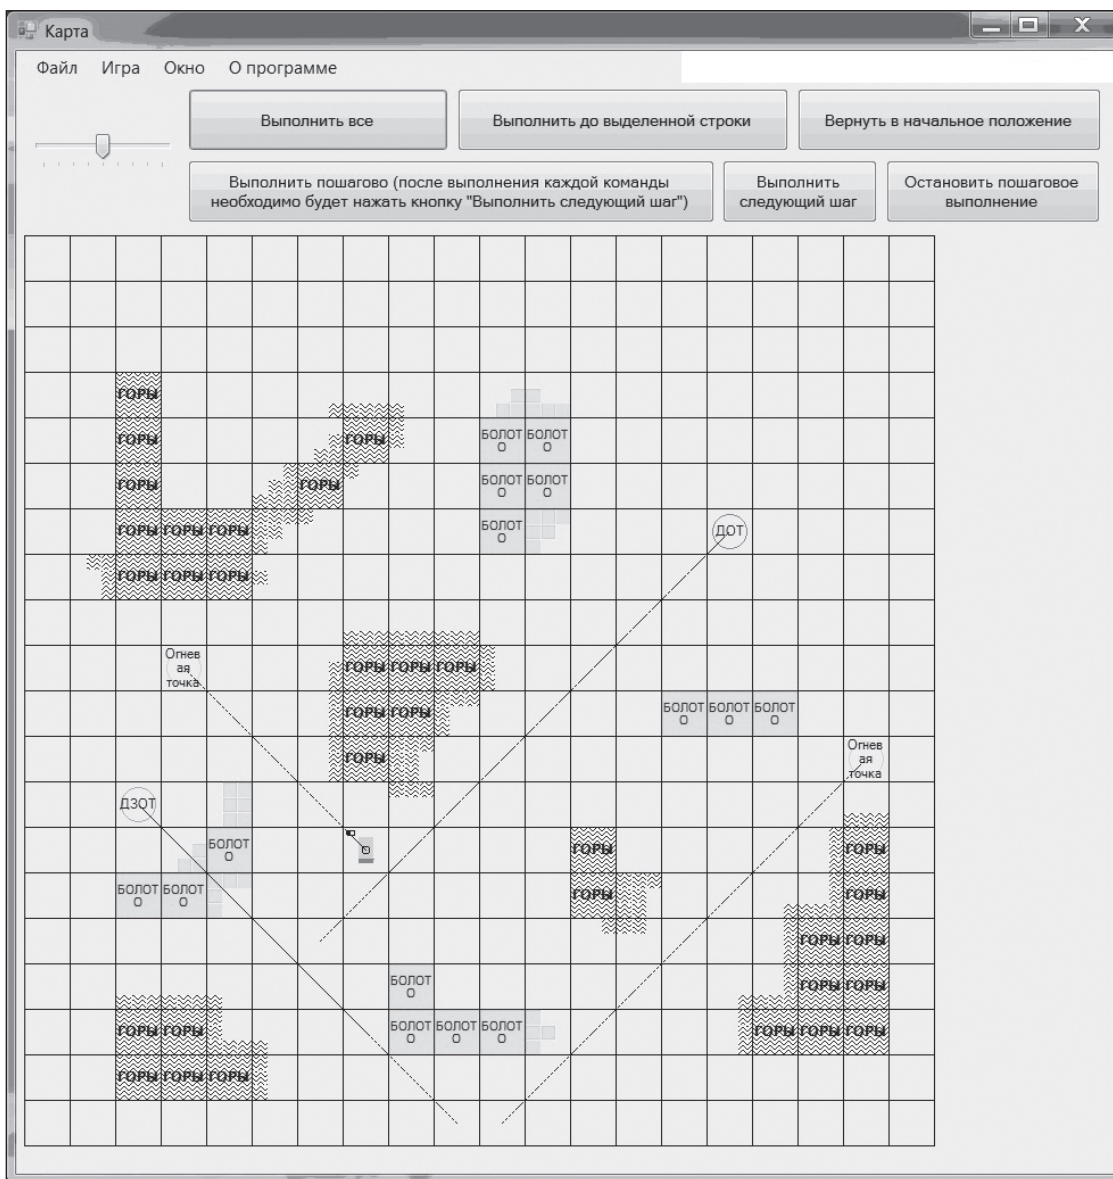 Карта
Файл Игра Окно О программе
Выполнить все
Выполнить до выделенной строки
Вернуть в начальное положение
Выполнить пошагово (после выполнения каждой команды
необходимо будет нажать кнопку "Выполнить следующий шаг")
Выполнить
следующий шаг
Остановить пошаговое
выполнение
ГОРЫ
ГОРЫ ГОРЫ БОЛОТ БОЛОТ
О О
ГОРЫ ГОРЫ БОЛОТ БОЛОТ
О О
ГОРЫ ГОРЫ ГОРЫ БОЛОТ ДОТ
О
ГОРЫ ГОРЫ ГОРЫ
Огнев
ая
точка
ГОРЫ ГОРЫ ГОРЫ
ГОРЫ ГОРЫ БОЛОТ БОЛОТ БОЛОТ
О О О
ГОРЫ
Огнев
ая
точка
ДЗОТ
БОЛОТ ГОРЫ ГОРЫ
О
БОЛОТ БОЛОТ ГОРЫ ГОРЫ
О О
ГОРЫ ГОРЫ
БОЛОТ ГОРЫ ГОРЫ
О
ГОРЫ ГОРЫ БОЛОТ БОЛОТ БОЛОТ ГОРЫ ГОРЫ ГОРЫ
О О О
ГОРЫ ГОРЫ ГОРЫ